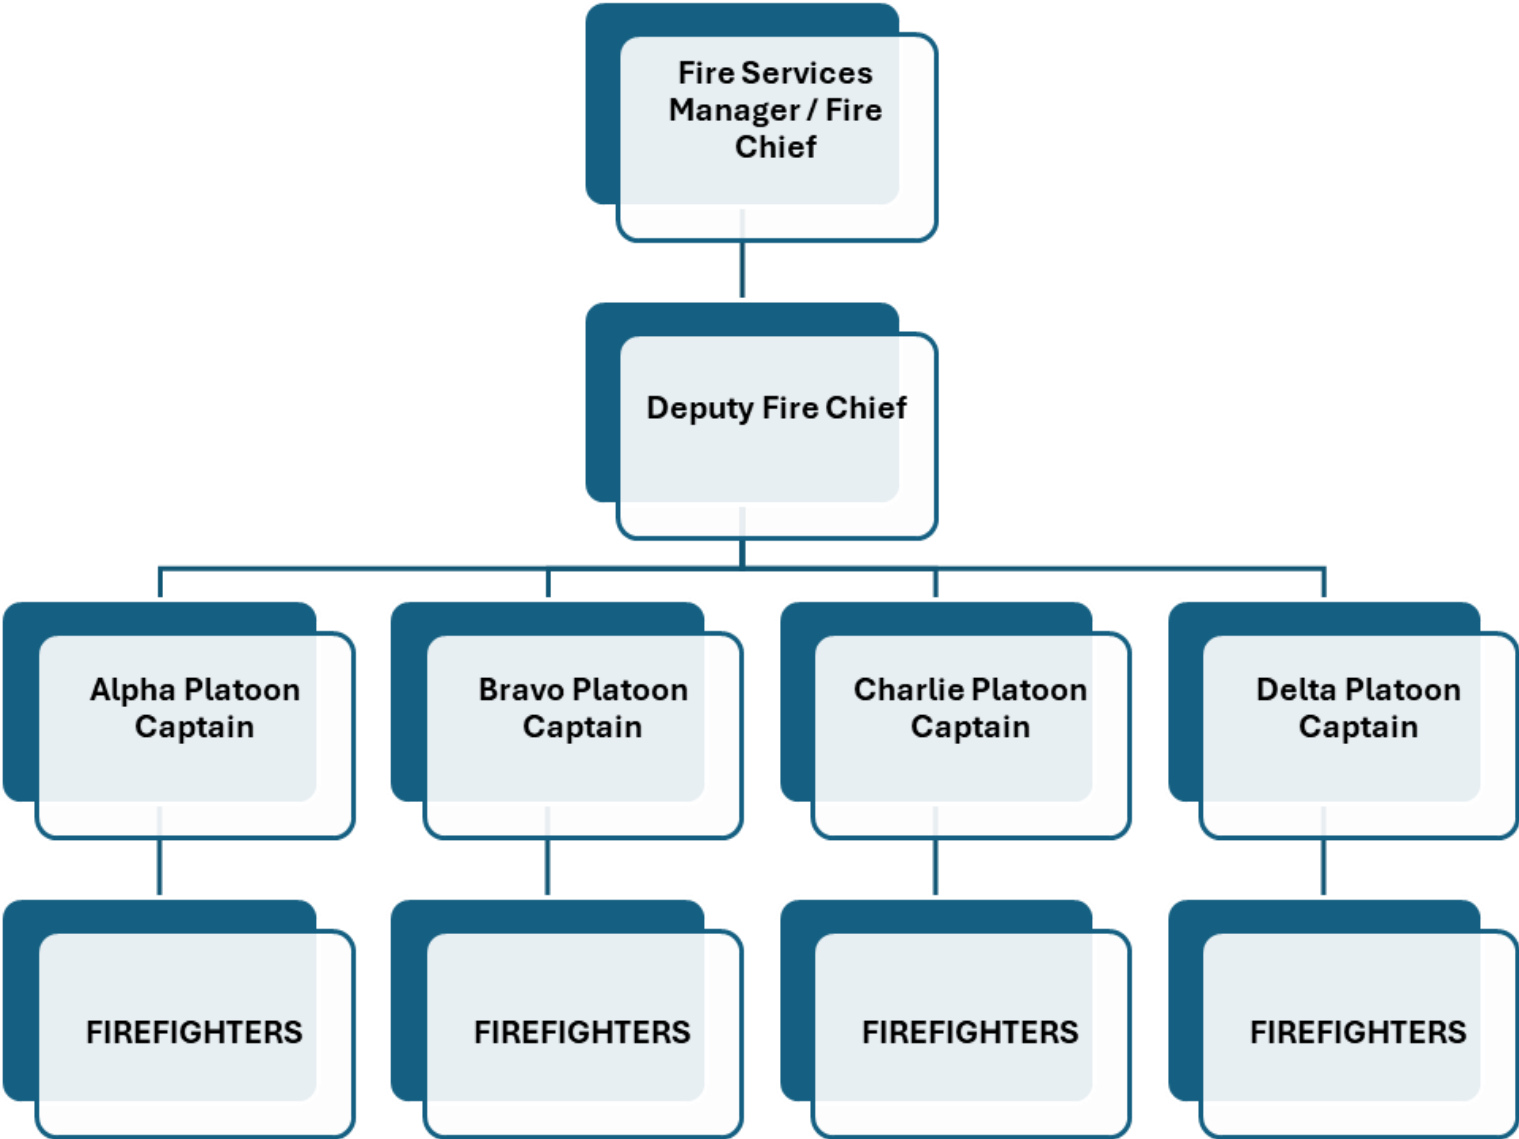 Fire Services
Manager / Fire
Chief
Deputy Fire Chief
Alpha Platoon
Captain
Bravo Platoon
Captain
Charlie Platoon
Captain
Delta Platoon
Captain
FIREFIGHTERS
FIREFIGHTERS
FIREFIGHTERS
FIREFIGHTERS